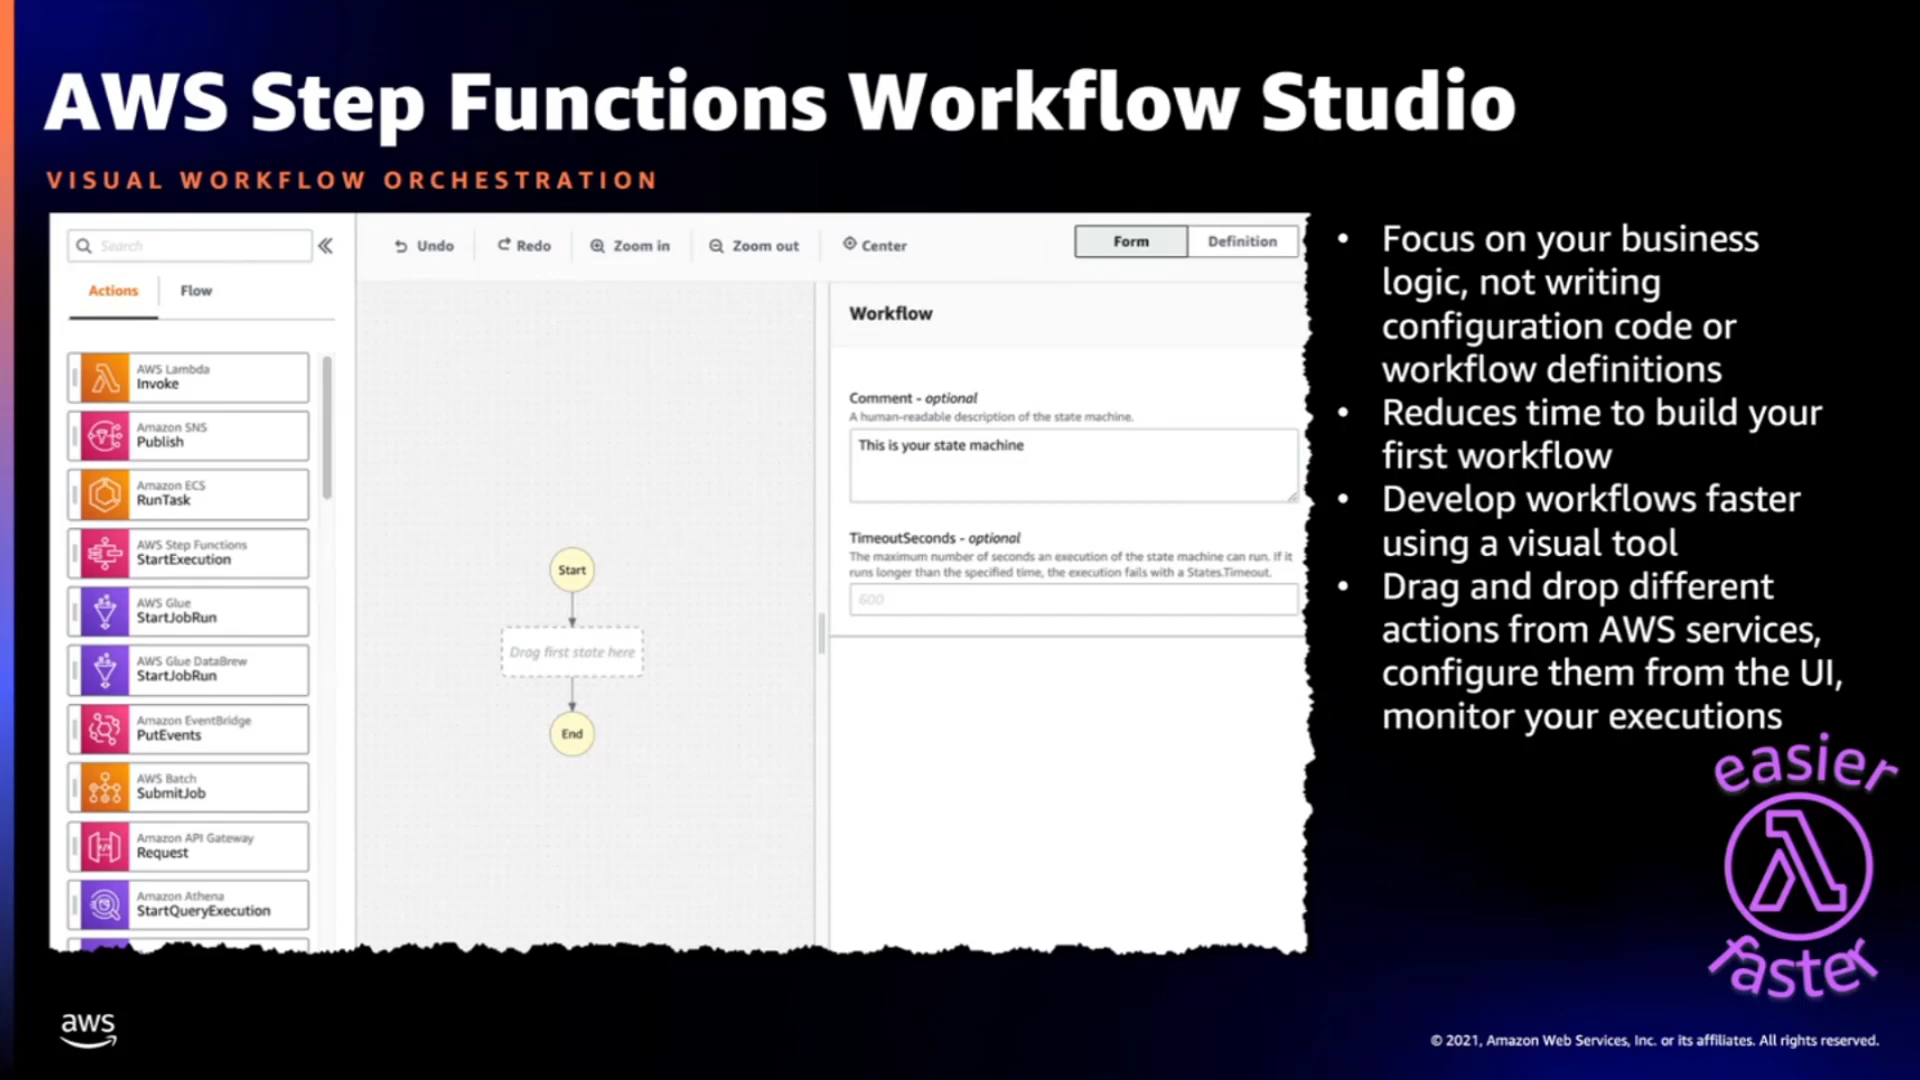 AWS Step Functions Workflow Studio
VISUAL WORKFLOW ORCHESTRATION
Search
Actions
Flow
AWS Lambda
Invoke
Amazon SNS
Publish
Amazon ECS
RunTask
AWS Step Functions
StartExecution
AWS Glue
StartJobRun
AWS Glue DataBrew
StartJobRun
Amazon EventBridge
PutEvents
AWS Batch
SubmitJob
Amazon API Gateway
Request
Amazon Athena
StartQueryExecution
Undo
Redo
Zoom in
Zoom out
Center
Form
Definition
Start
Drag first state here
End
Workflow
Comment - optional
A human-readable description of the state machine.
This is your state machine
TimeoutSeconds - optional
The maximum number of seconds an execution of the state machine can run. If it
runs longer than the specified time, the execution fails with a States.Timeout.
600
• Focus on your business
logic, not writing
configuration code or
workflow definitions
• Reduces time to build your
first workflow
• Develop workflows faster
using a visual tool
• Drag and drop different
actions from AWS services,
configure them from the UI,
monitor your executions
easier
faster
aws
© 2021, Amazon Web Services, Inc. or its affiliates. All rights reserved.